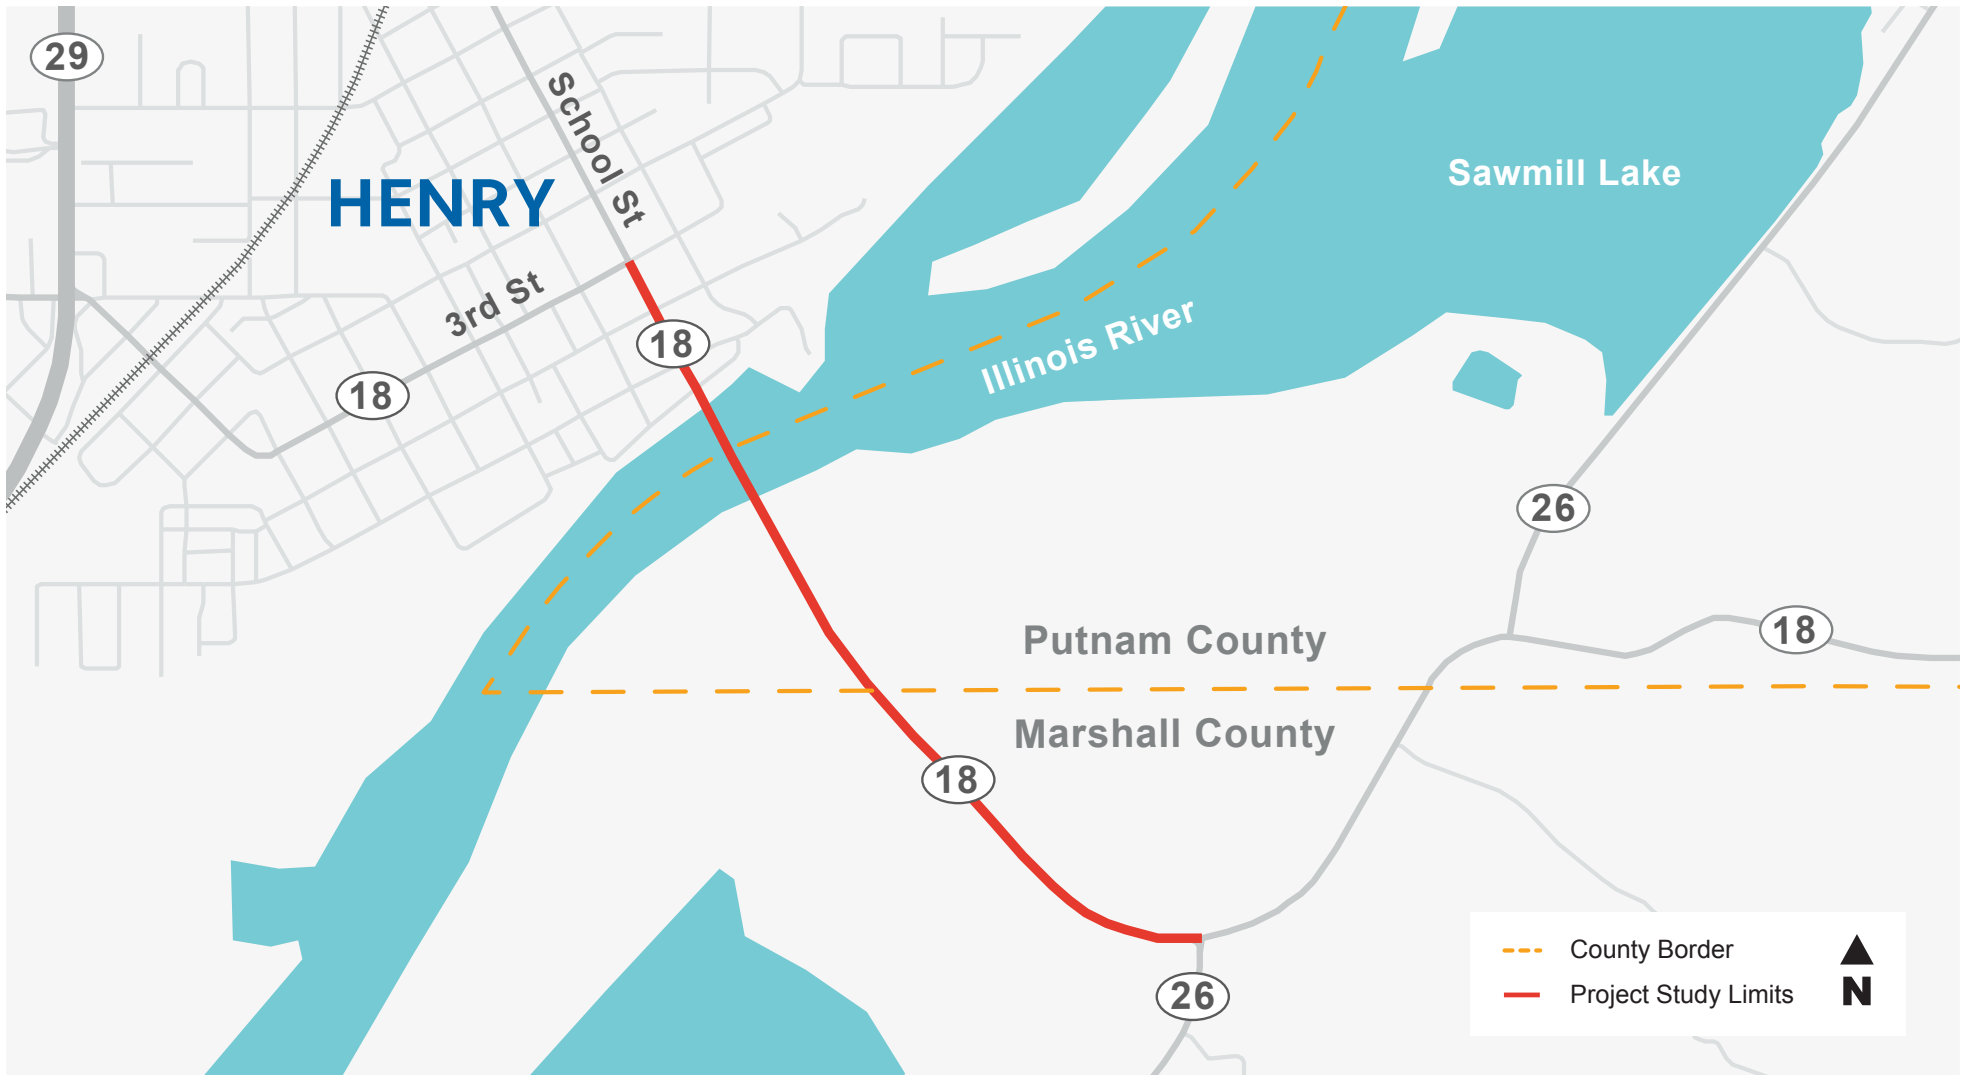 29
School St
Sawmill Lake
HENRY
3rd St
Illinois River
18
18
26
Putnam County
18
Marshall County
18
County Border
Project Study Limits
N
26